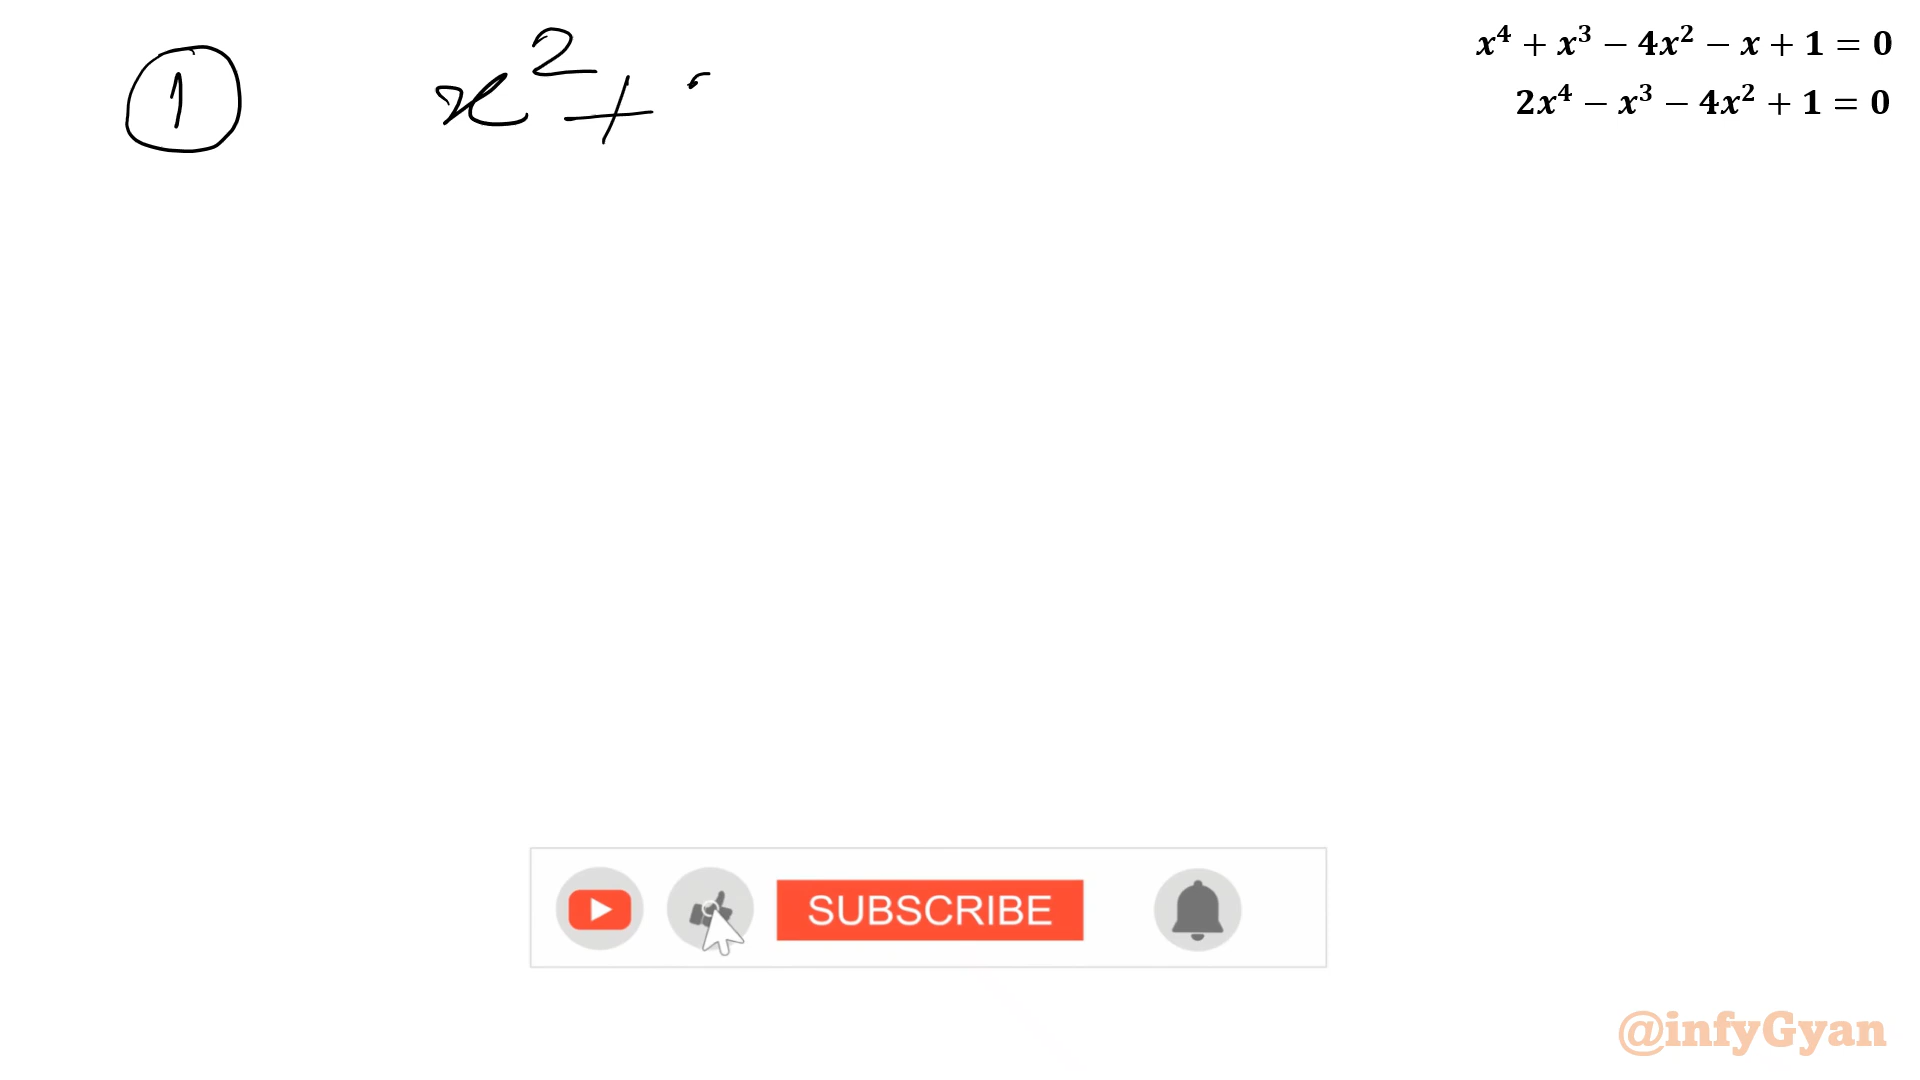 ① x² +
x⁴ + x³ − 4x² − x + 1 = 0
2x⁴ − x³ − 4x² + 1 = 0
SUBSCRIBE
@infyGyan